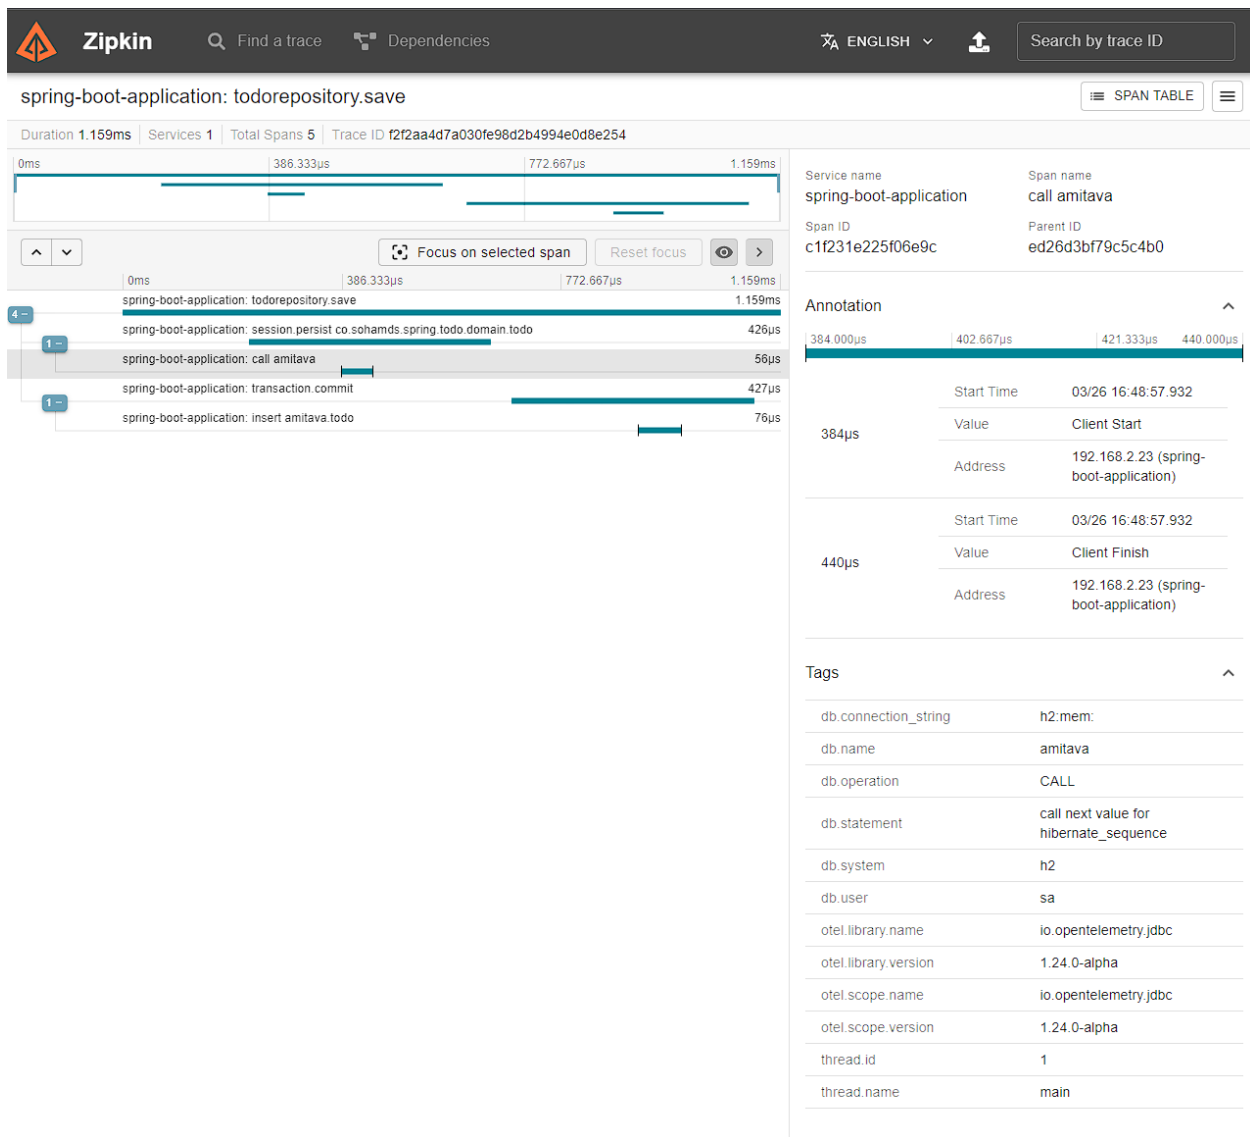 Zipkin Find a trace Dependencies ENGLISH Search by trace ID
spring-boot-application: todorepository.save SPAN TABLE
Duration 1.159ms Services 1 Total Spans 5 Trace ID f2f2aa4d7a030fe98d2b4994e0d8e254
0ms 386.333μs 772.667μs 1.159ms
Focus on selected span Reset focus
0ms 386.333μs 772.667μs 1.159ms
spring-boot-application: todorepository.save 1.159ms
4 −
spring-boot-application: session.persist co.sohamds.spring.todo.domain.todo 426μs
1 −
spring-boot-application: call amitava 56μs
spring-boot-application: transaction.commit 427μs
1 −
spring-boot-application: insert amitava.todo 76μs
Service name Span name
spring-boot-application call amitava
Span ID Parent ID
c1f231e225f06e9c ed26d3bf79c5c4b0
Annotation
384.000μs 402.667μs 421.333μs 440.000μs
384μs
Start Time 03/26 16:48:57.932
Value Client Start
Address 192.168.2.23 (spring-
boot-application)
440μs
Start Time 03/26 16:48:57.932
Value Client Finish
Address 192.168.2.23 (spring-
boot-application)
Tags
db.connection_string h2:mem:
db.name amitava
db.operation CALL
db.statement call next value for
hibernate_sequence
db.system h2
db.user sa
otel.library.name io.opentelemetry.jdbc
otel.library.version 1.24.0-alpha
otel.scope.name io.opentelemetry.jdbc
otel.scope.version 1.24.0-alpha
thread.id 1
thread.name main